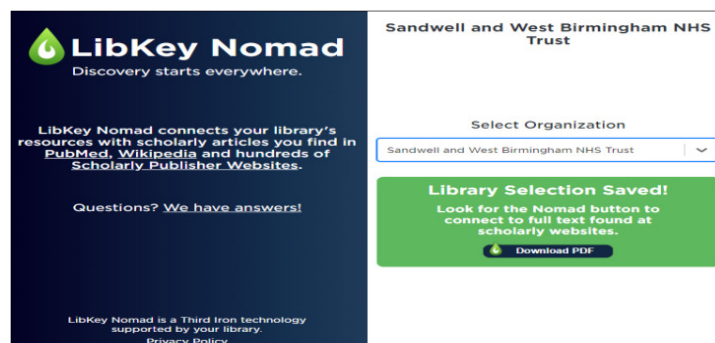 LibKey Nomad
Discovery starts everywhere.
LibKey Nomad connects your library's
resources with scholarly articles you find in
PubMed, Wikipedia and hundreds of
Scholarly Publisher Websites.
Questions? We have answers!
LibKey Nomad is a Third Iron technology
supported by your library.
Privacy Policy
Sandwell and West Birmingham NHS
Trust
Select Organization
Sandwell and West Birmingham NHS Trust
Library Selection Saved!
Look for the Nomad button to
connect to full text found at
scholarly websites.
Download PDF